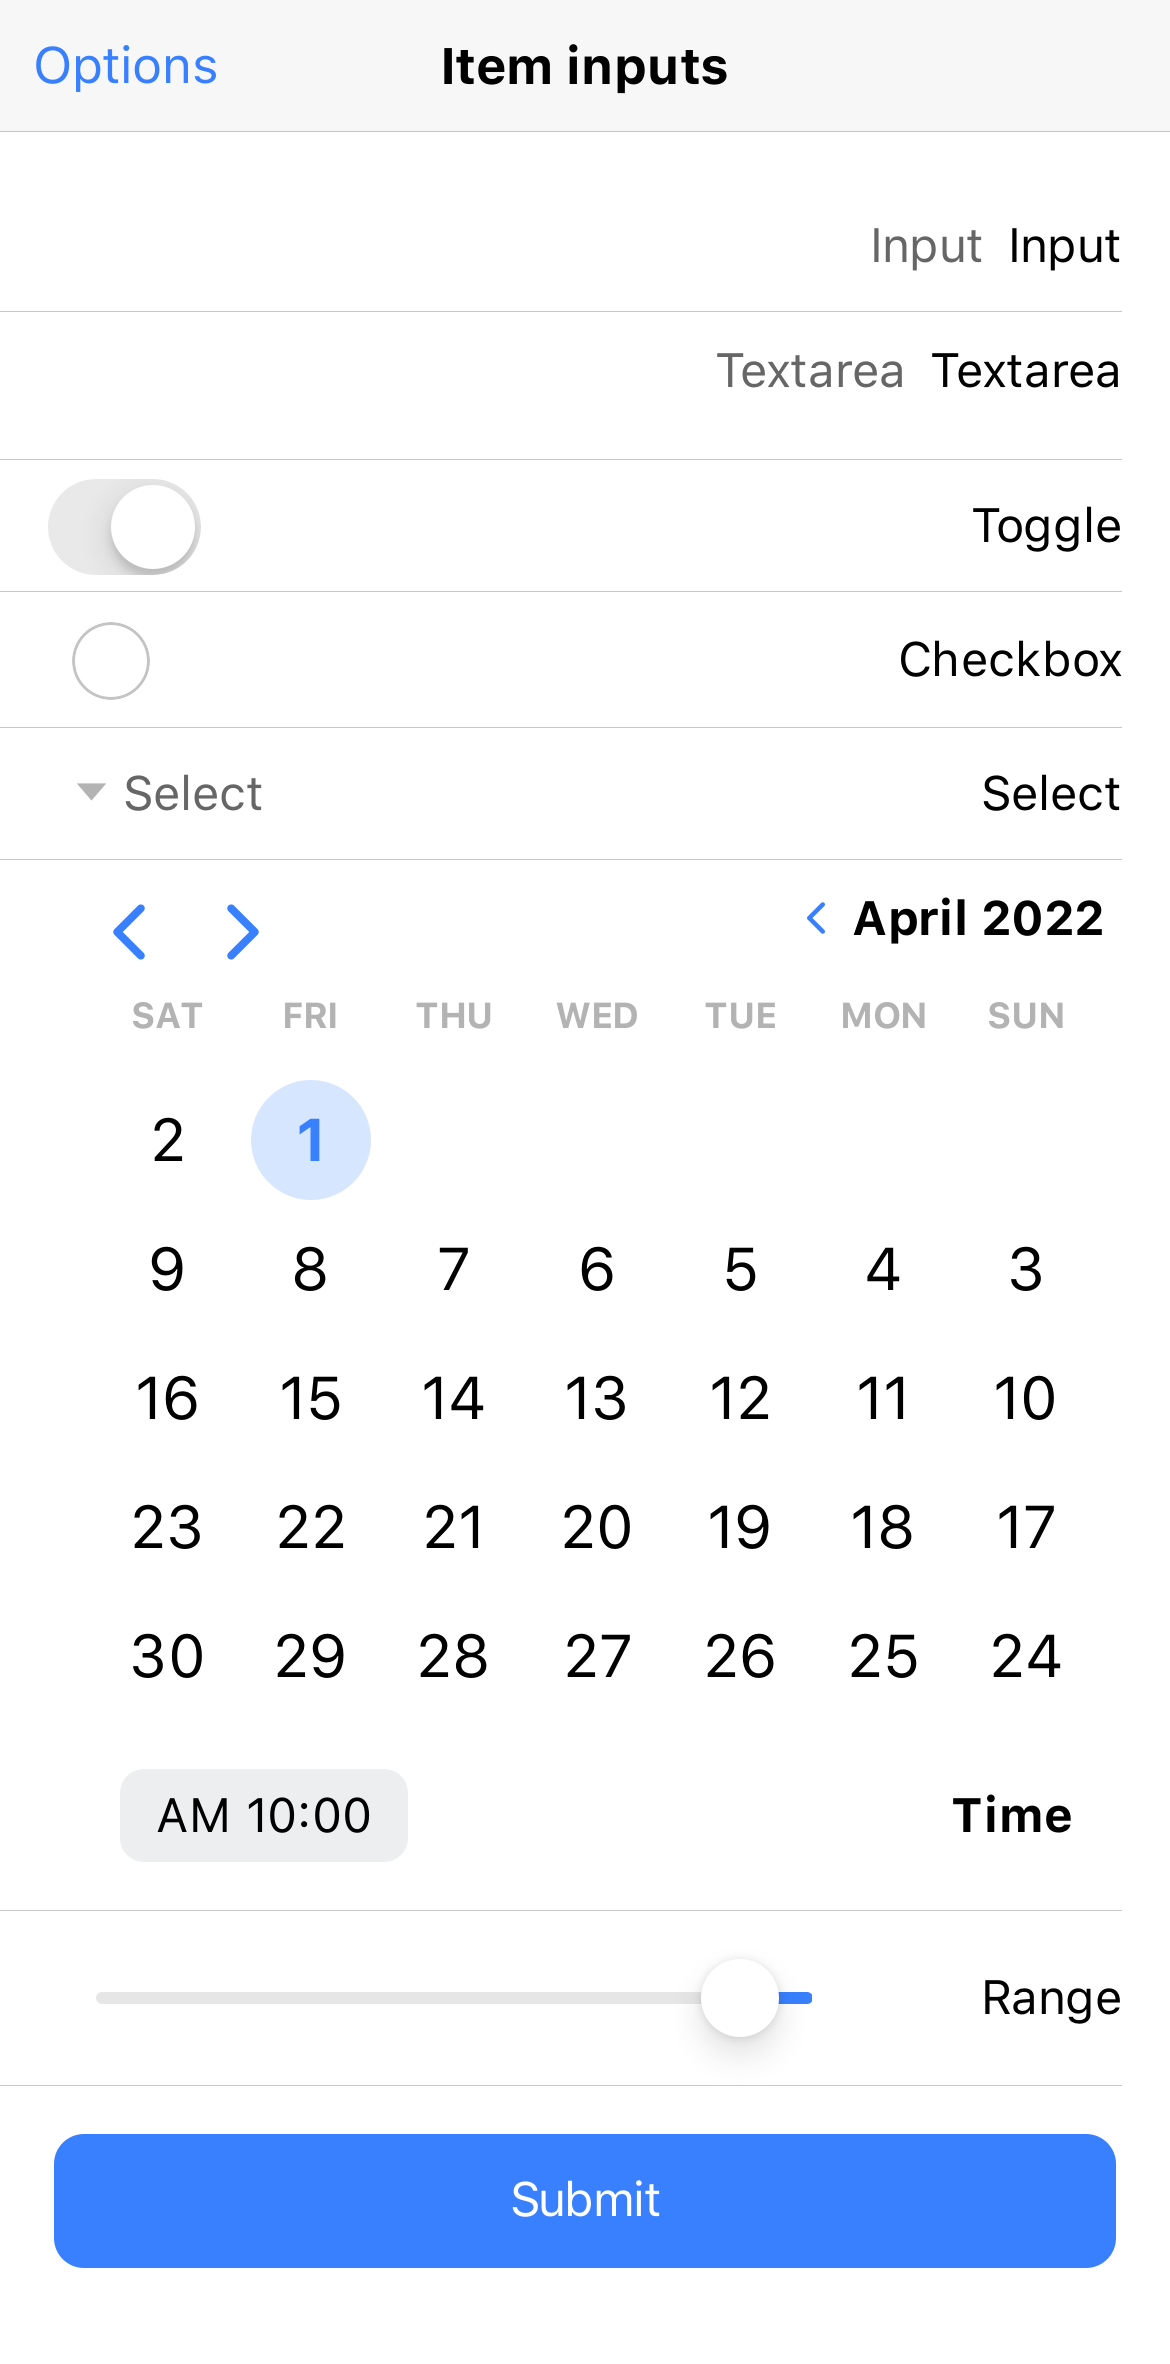 Options Item inputs
Input Input
Textarea Textarea
Toggle
Checkbox
Select Select
April 2022
SAT FRI THU WED TUE MON SUN
2 1
9 8 7 6 5 4 3
16 15 14 13 12 11 10
23 22 21 20 19 18 17
30 29 28 27 26 25 24
AM 10:00 Time
Range
Submit